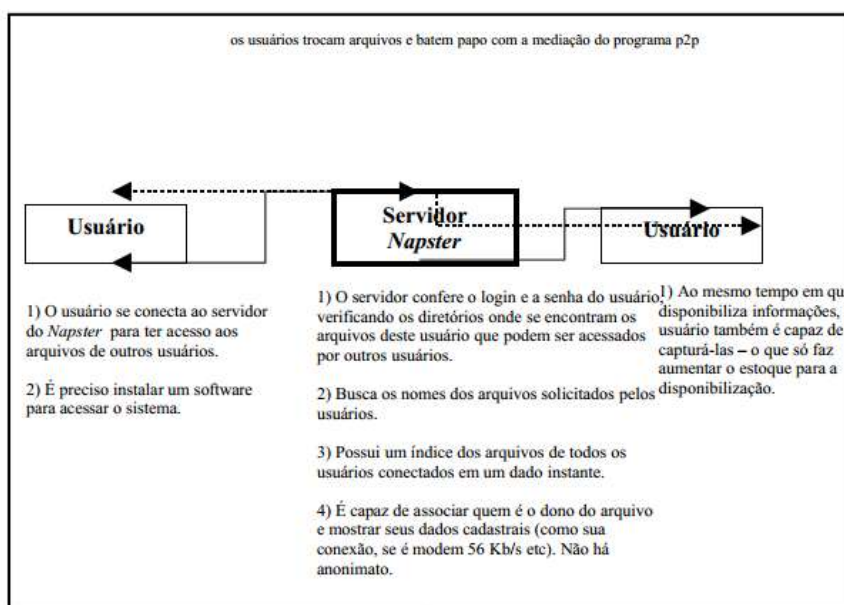 os usuários trocam arquivos e batem papo com a mediação do programa p2p
Usuário
Servidor
Napster
Usuário
1) O usuário se conecta ao servidor
do Napster para ter acesso aos
arquivos de outros usuários.
2) É preciso instalar um software
para acessar o sistema.
1) O servidor confere o login e a senha do usuário,
verificando os diretórios onde se encontram os
arquivos deste usuário que podem ser acessados
por outros usuários.
2) Busca os nomes dos arquivos solicitados pelos
usuários.
3) Possui um índice dos arquivos de todos os
usuários conectados em um dado instante.
4) É capaz de associar quem é o dono do arquivo
e mostrar seus dados cadastrais (como sua
conexão, se é modem 56 Kb/s etc). Não há
anonimato.
1) Ao mesmo tempo em qu
disponibiliza informações,
usuário também é capaz de
capturá-las – o que só faz
aumentar o estoque para a
disponibilização.